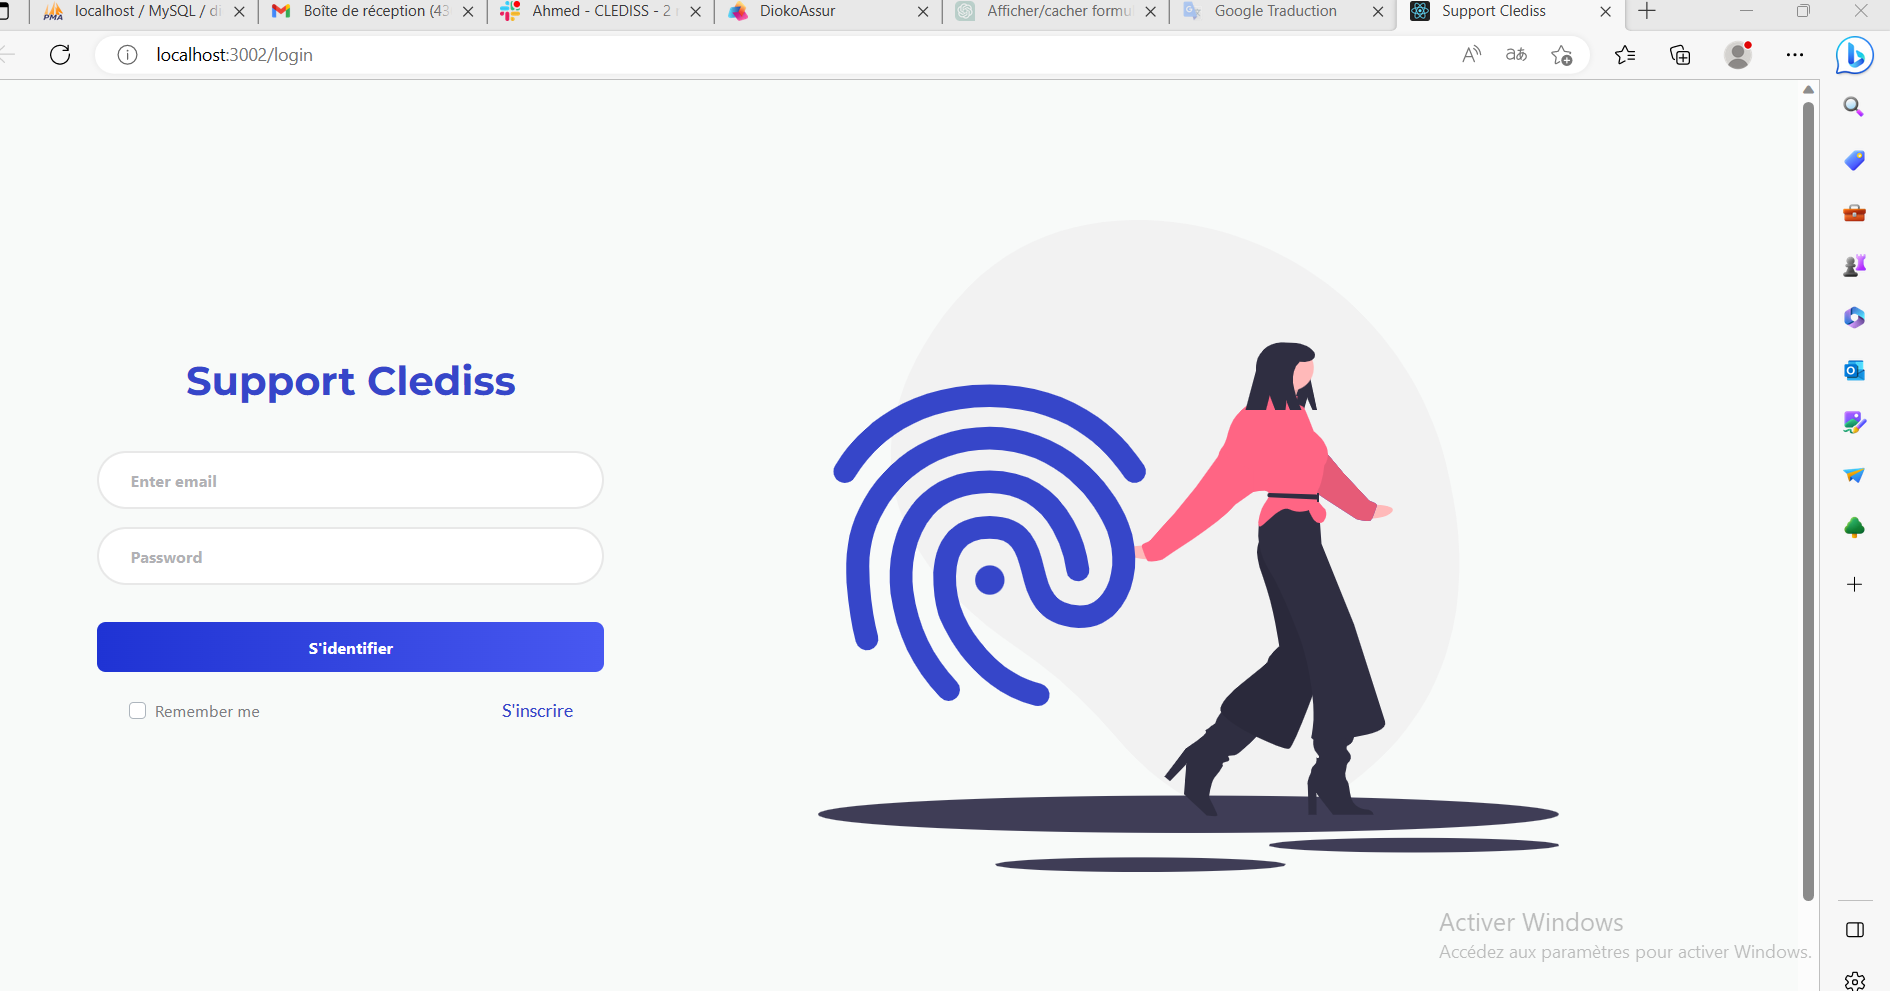 localhost / MySQL / di
Boîte de réception (43
Ahmed - CLEDISS - 2
DiokoAssur
Afficher/cacher formu
Google Traduction
Support Clediss
localhost:3002/login
Support Clediss
Enter email
Password
S'identifier
Remember me
S'inscrire
Activer Windows
Accédez aux paramètres pour activer Windows.